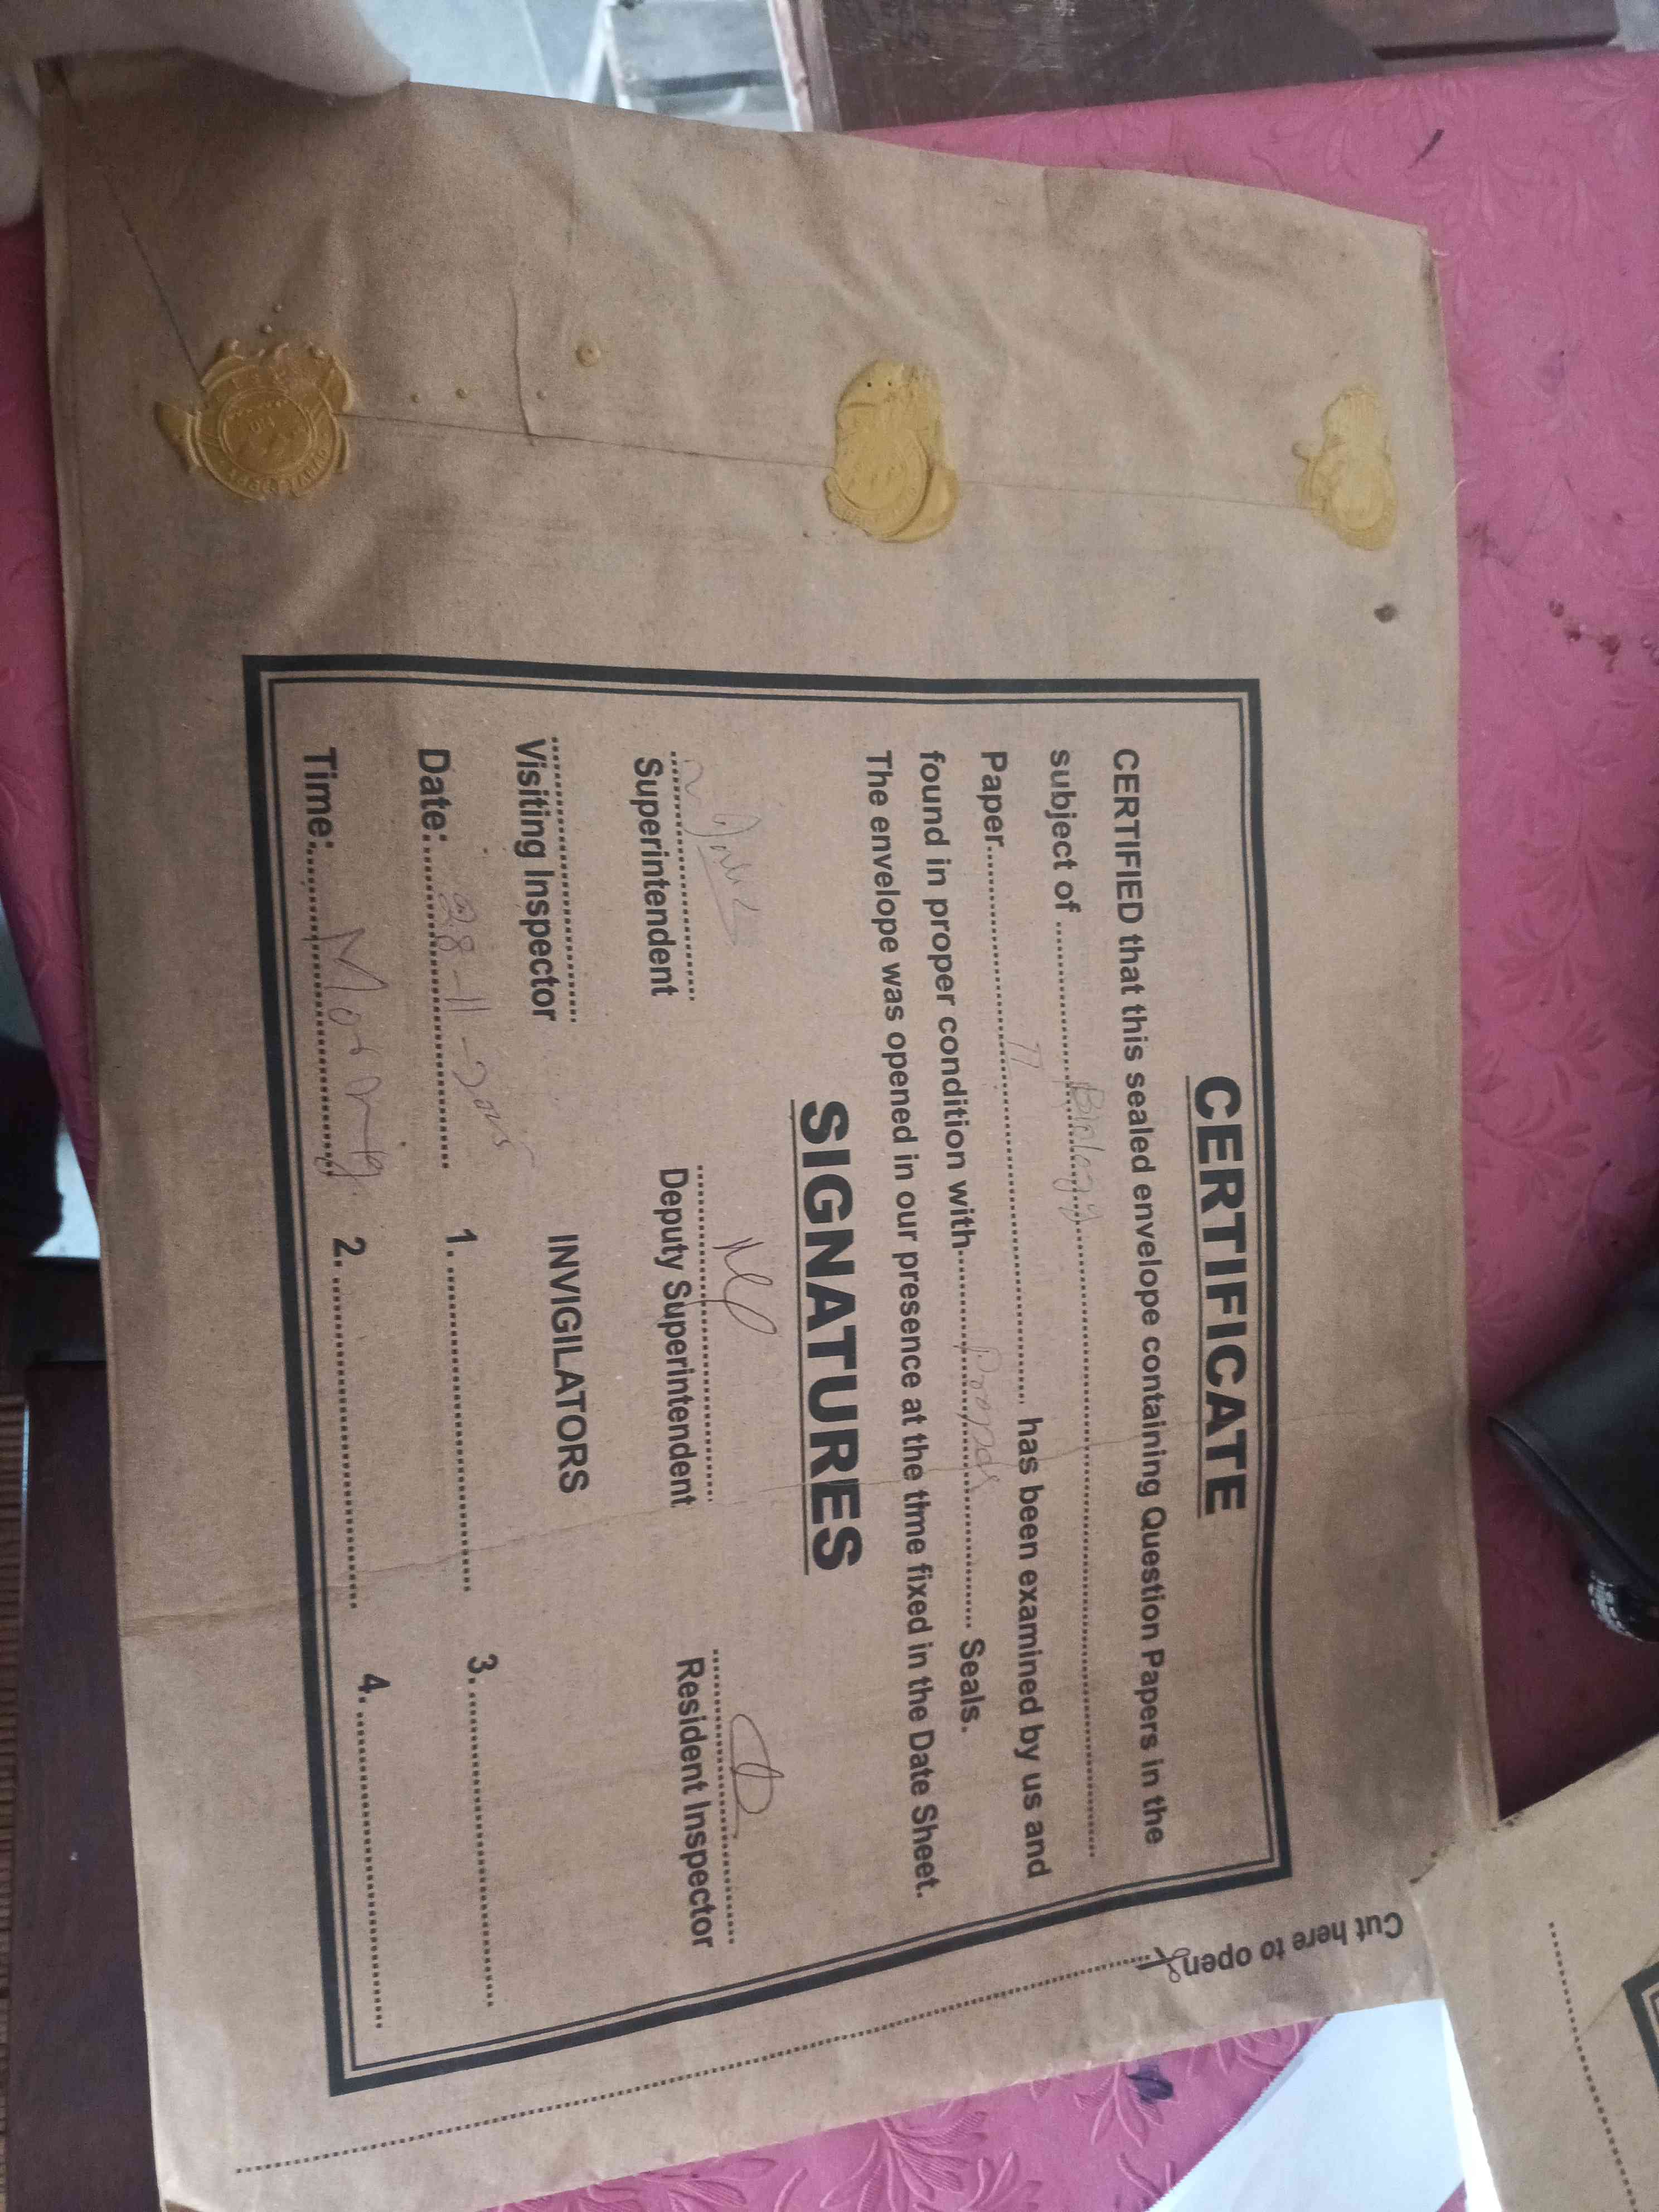 CERTIFICATE
CERTIFIED that this sealed envelope containing Question Papers in the
subject of .......... Biology ..........
Paper.......... II .......... has been examined by us and
found in proper condition with.......... .......... Seals.
The envelope was opened in our presence at the time fixed in the Date Sheet.
SIGNATURES
Superintendent Deputy Superintendent Resident Inspector
Visiting Inspector INVIGILATORS
Date:.......... 28-11- 1........... 3...........
Time:.......... Morning 2........... 4...........
Cut here to open